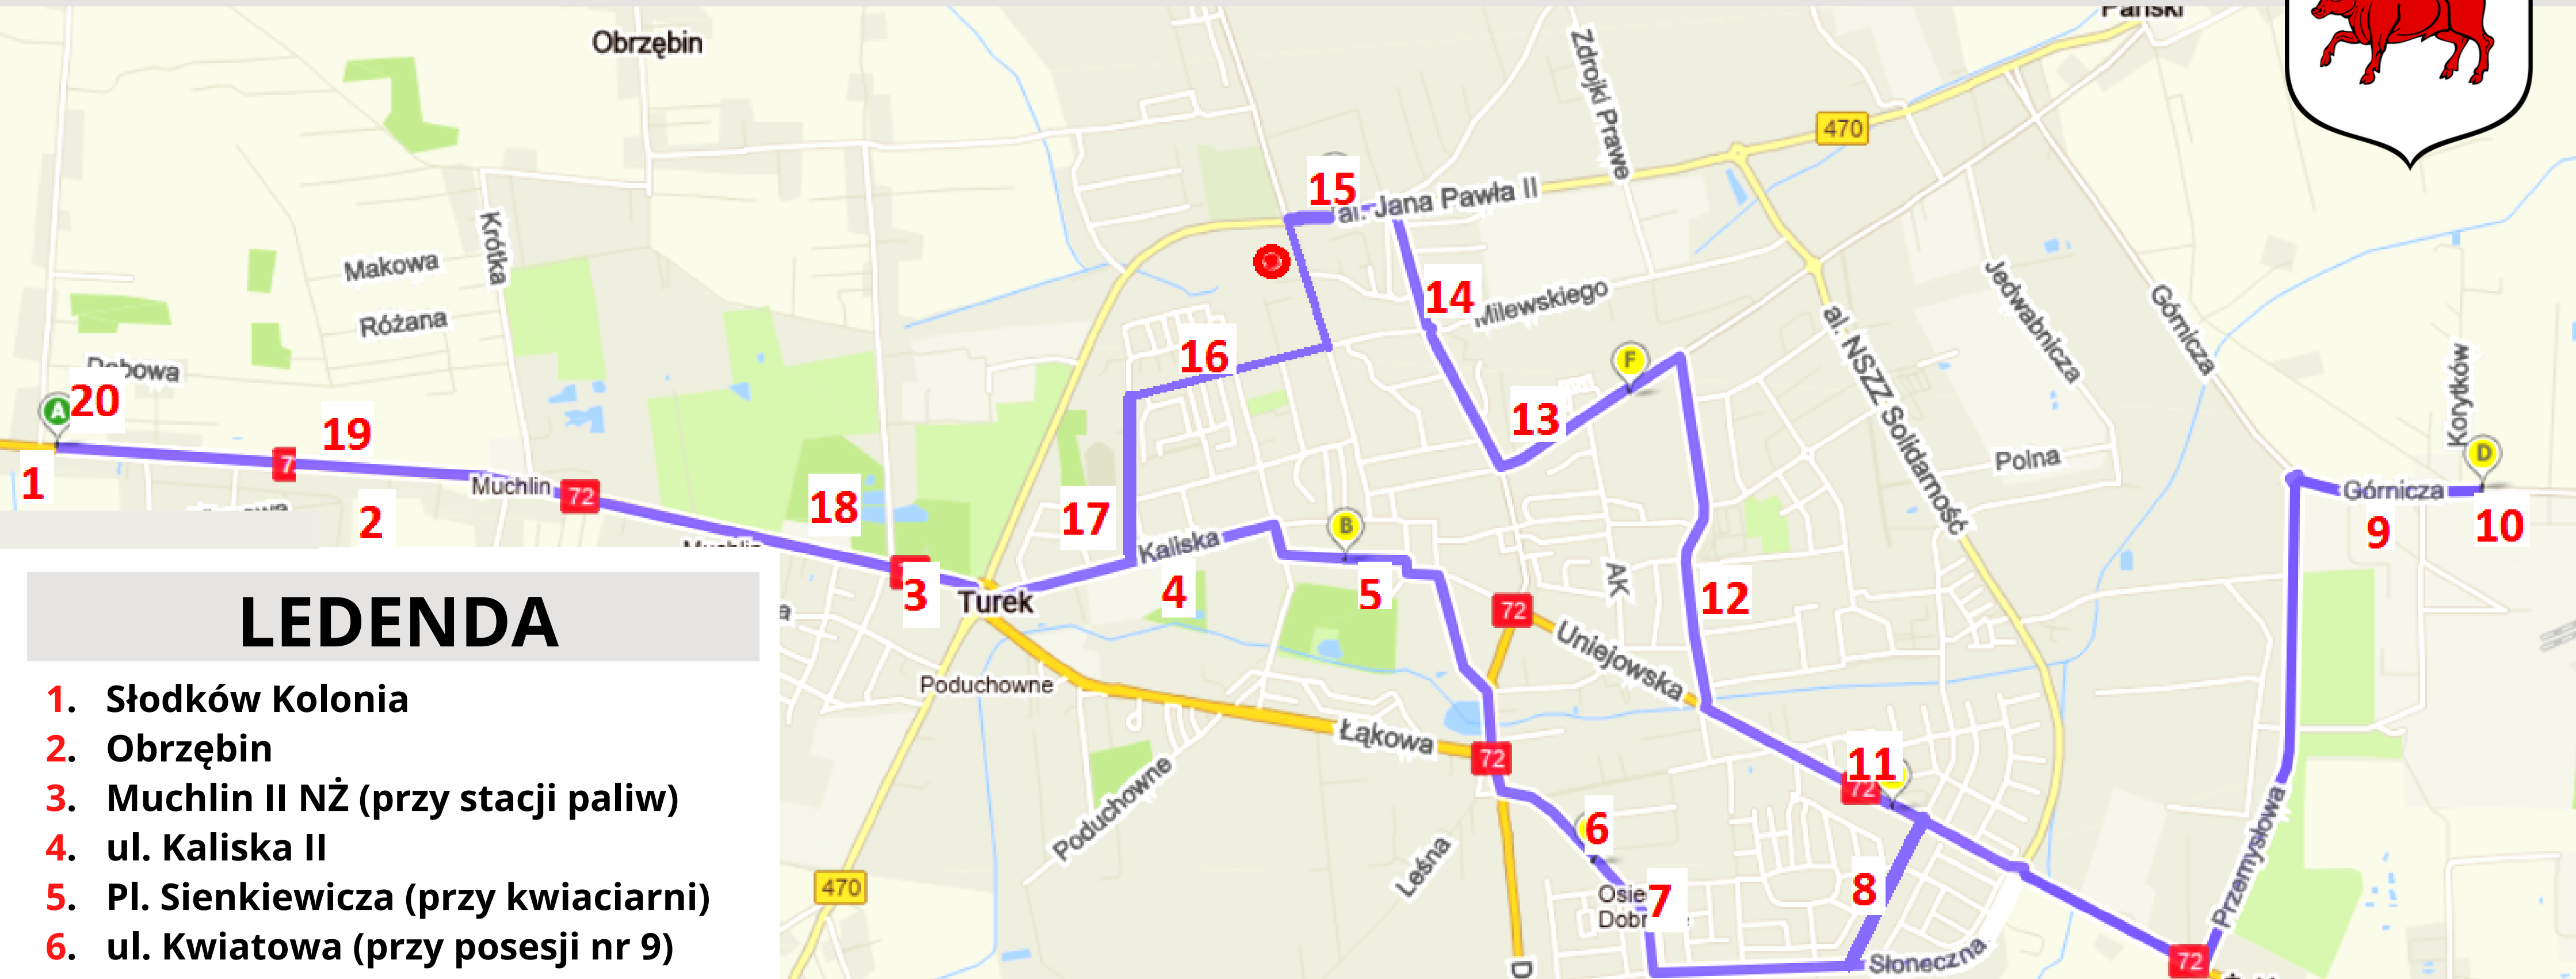 Obrzębin
Pański
Zdrojki Prawe
470
15
al. Jana Pawła II
Krótka
Makowa
Różana
14
Milewskiego
Jedwabnicza
Górnicza
al. NSZZ Solidarność
Korytków
16
F
Dobowa
A
20
19
13
1
Muchlin
72
2
18
17
Kaliska
B
Polna
D
Górnicza
9
10
3
Turek
4
5
AK
12
72
Uniejowska
Poduchowne
Łąkowa
72
11
72
Poduchowne
Leśna
6
470
7
8
Przemysłowa
Słoneczna
72
D
LEDENDA
1. Słodków Kolonia
2. Obrzębin
3. Muchlin II NŻ (przy stacji paliw)
4. ul. Kaliska II
5. Pl. Sienkiewicza (przy kwiaciarni)
6. ul. Kwiatowa (przy posesji nr 9)